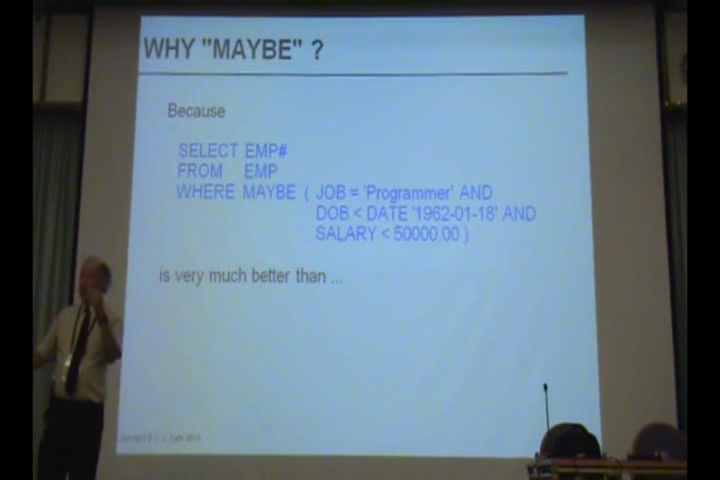 WHY "MAYBE" ?
Because
SELECT EMP#
FROM EMP
WHERE MAYBE ( JOB = 'Programmer' AND
DOB < DATE '1962-01-18' AND
SALARY < 50000.00 )
is very much better than ...